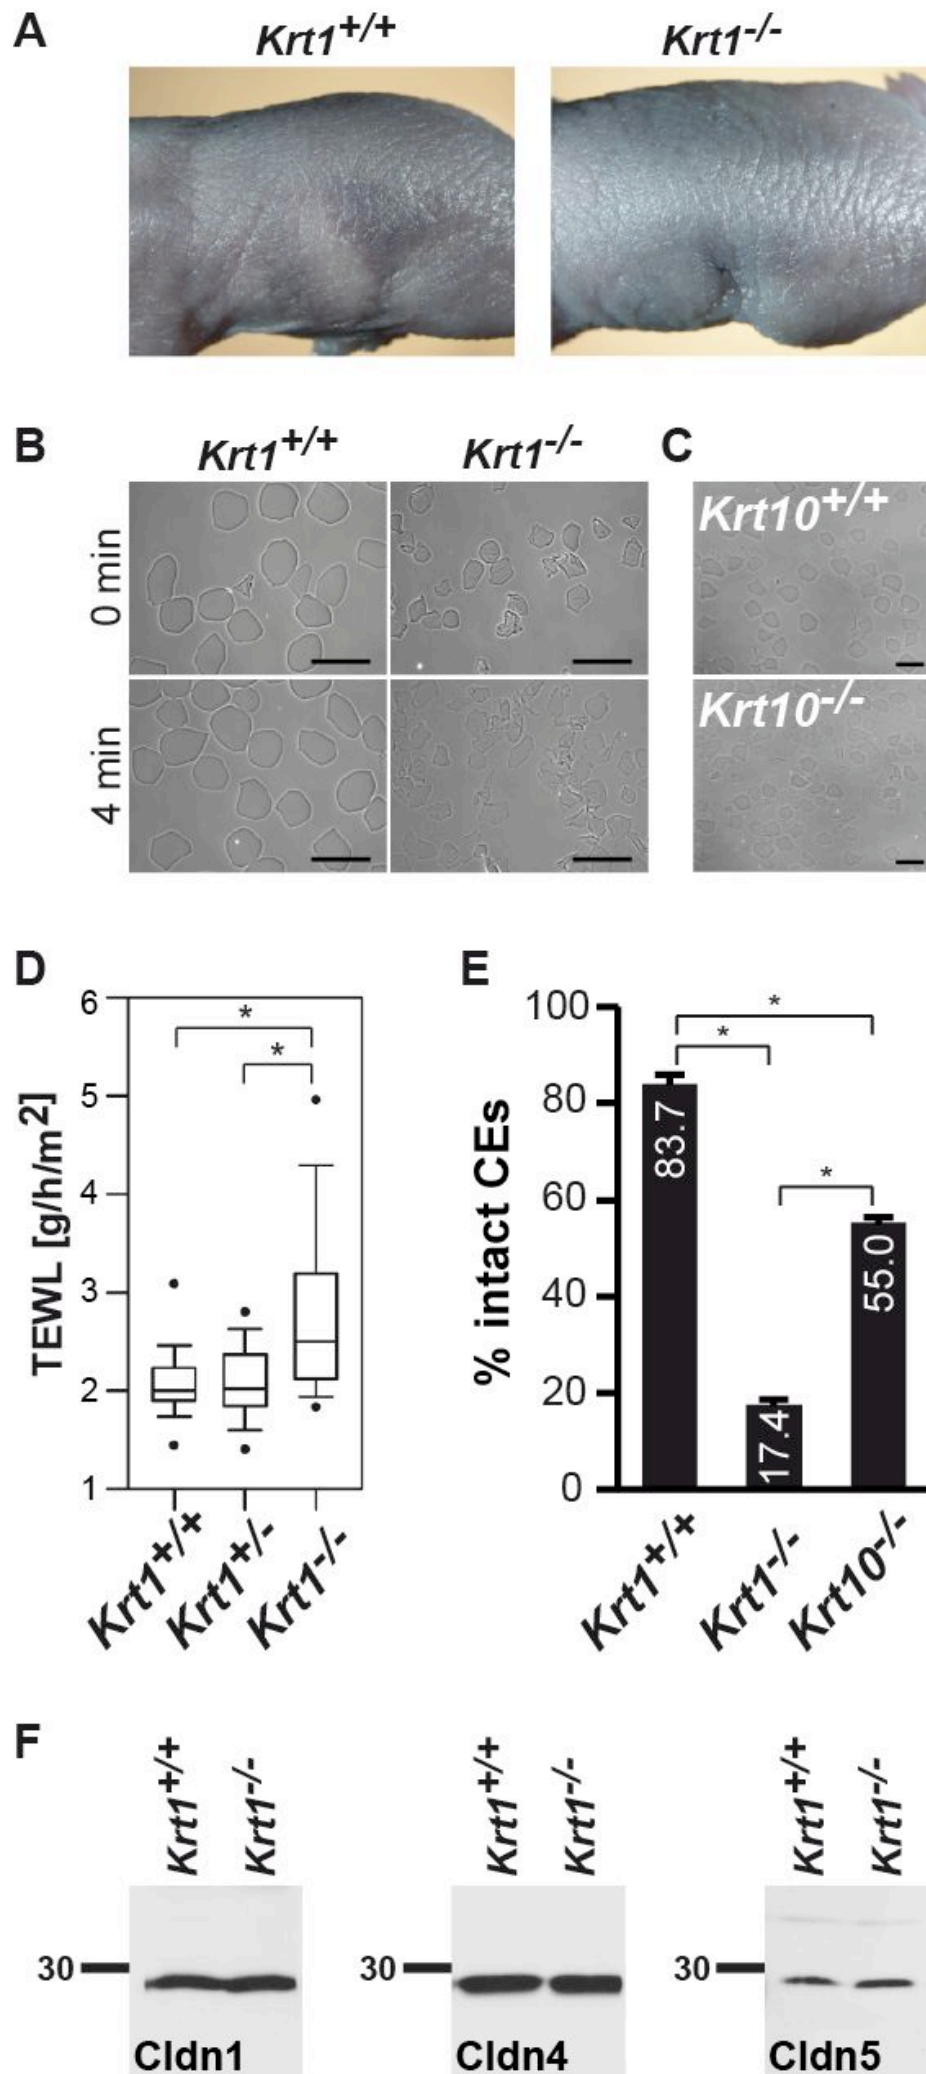 A
Krt1+/+ Krt1-/-
B Krt1+/+ Krt1-/- C
0 min
4 min
Krt10+/+
Krt10-/-
D
TEWL [g/h/m2]
6
5
4
3
2
1
* 
*
Krt1+/+ Krt1+/- Krt1-/-
E
% intact CEs
100
80
60
40
20
0
*
*
*
83.7
17.4
55.0
Krt1+/+ Krt1-/- Krt10-/-
F
Krt1+/+ Krt1-/- Krt1+/+ Krt1-/- Krt1+/+ Krt1-/-
30 30 30
Cldn1 Cldn4 Cldn5